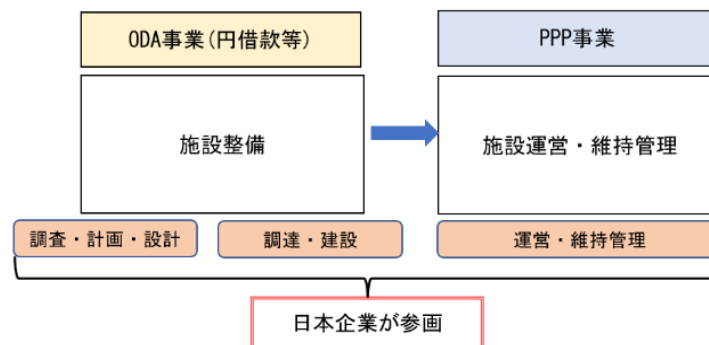 ODA事業(円借款等)
PPP事業
施設整備
施設運営・維持管理
調査・計画・設計
調達・建設
運営・維持管理
日本企業が参画